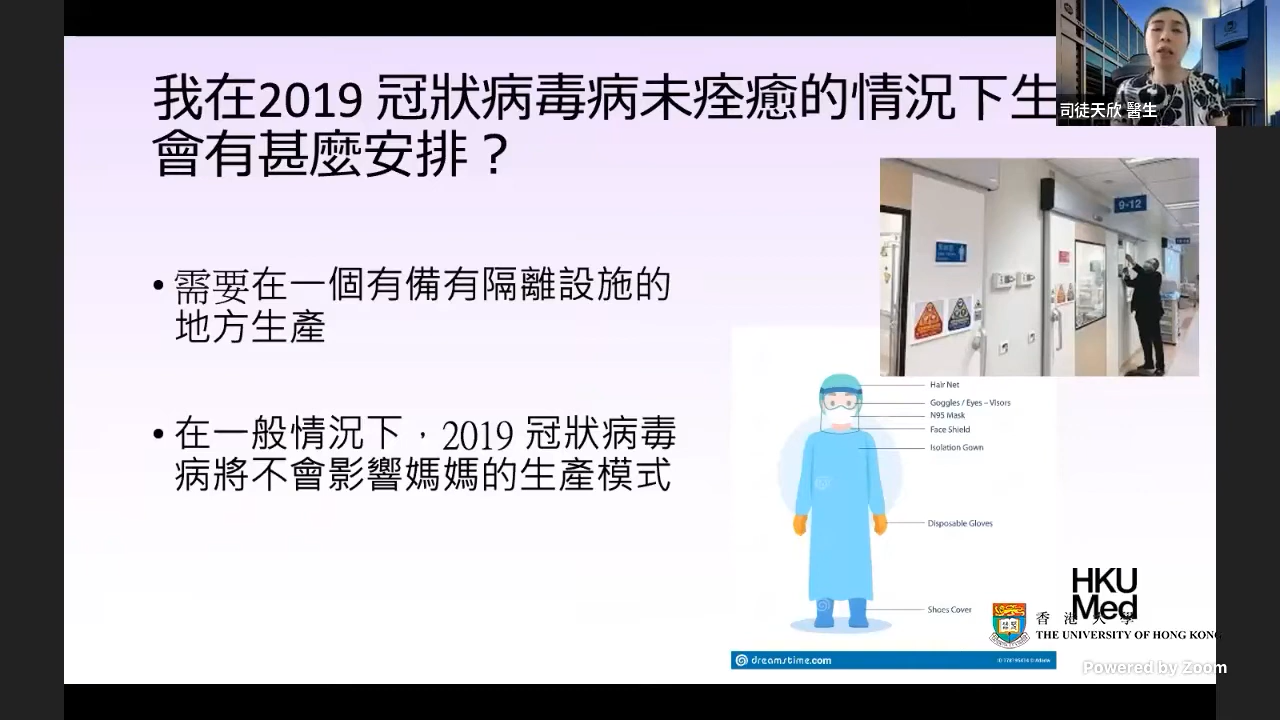 我在2019 冠狀病毒病未痊癒的情況下生
會有甚麼安排？
司徒天欣 醫生
9-12
• 需要在一個有備有隔離設施的
地方生產
• 在一般情況下，2019 冠狀病毒
病將不會影響媽媽的生產模式
Hair Net
Goggles / Eyes – Visors
N95 Mask
Face Shield
Isolation Gown
Disposable Gloves
Shoes Cover
dreamstime.com
HKU
Med
香港大學
THE UNIVERSITY OF HONG KONG
Powered by Zoom